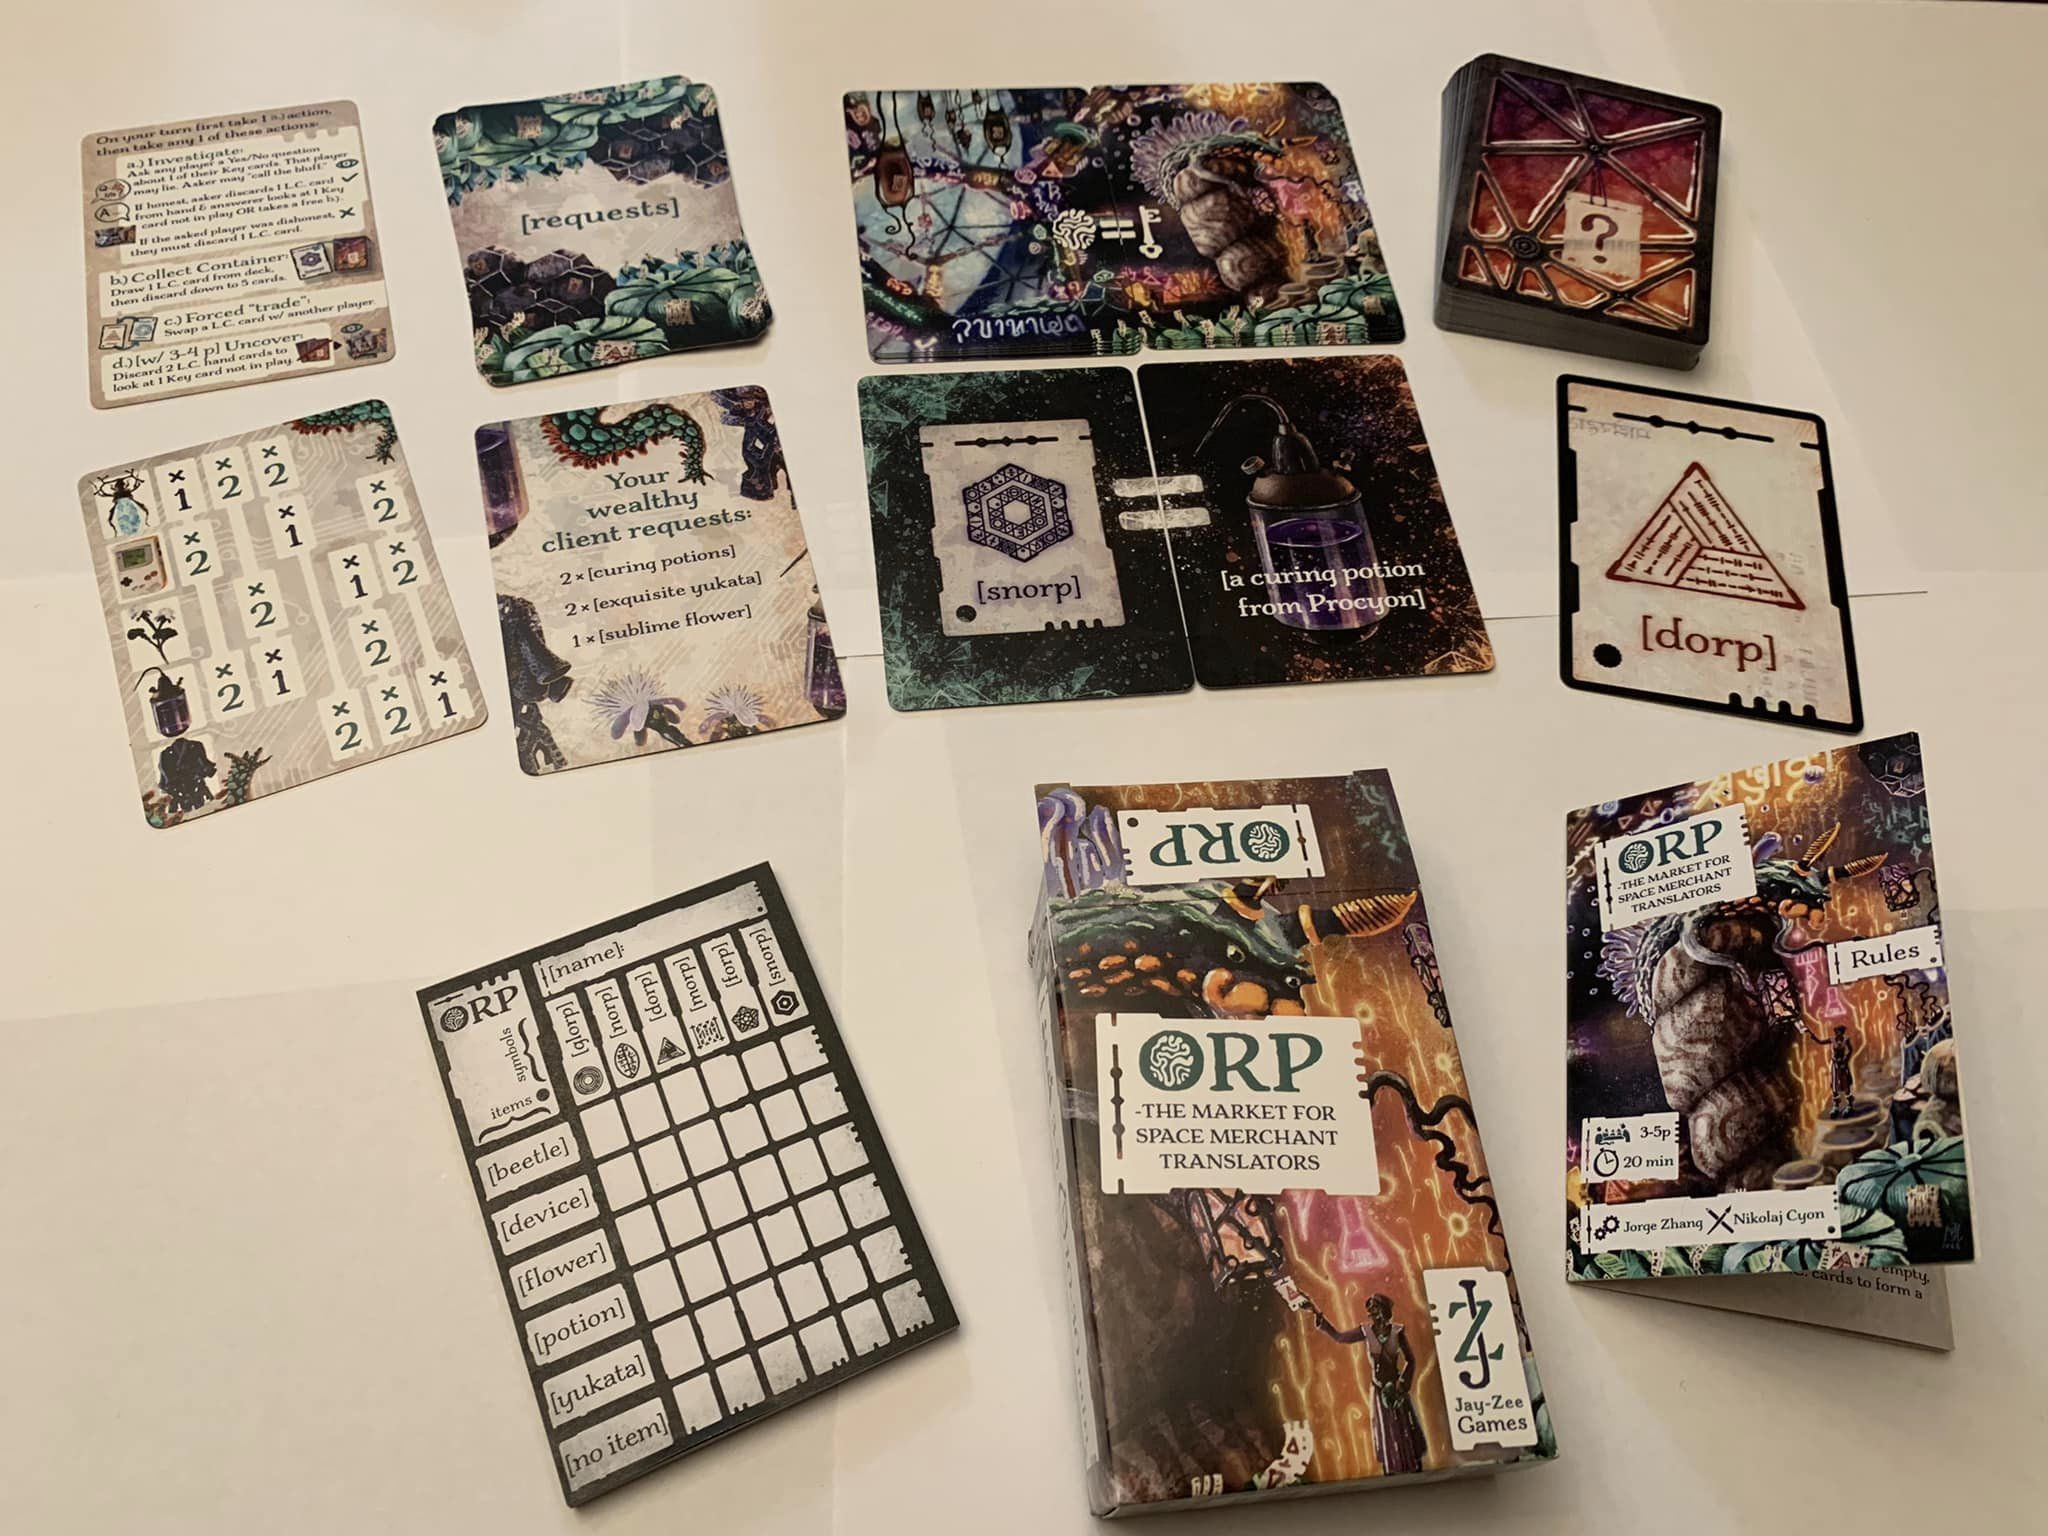 On your turn first take 1 a.) action,
then take any 1 of these actions:
a.) Investigate:
Ask any player a Yes/No question
about 1 of their Key cards. That player
may lie. Asker may "call the bluff."
If honest, asker discards 1 L.C. card
from hand & answerer looks at 1 Key
card not in play OR takes a free b.).
If the asked player was dishonest,
they must discard 1 L.C. card.
b.) Collect Container:
Draw 1 L.C. card from deck,
then discard down to 5 cards.
c.) Forced "trade":
Swap a L.C. card w/ another player.
d.) [w/ 3-4 p] Uncover:
Discard 2 L.C. hand cards to
look at 1 Key card not in play.
[requests]
=
?
×1 ×2 ×2
×2 ×1 ×2
×2 ×1 ×2
×2 ×1 ×2
×2 ×2 ×1
Your
wealthy
client requests:
2 × [curing potions]
2 × [exquisite yukata]
1 × [sublime flower]
[snorp]
=
[a curing potion
from Procyon]
[dorp]
ORP
symbols
items
[name]:
[glorp]
[norp]
[dorp]
[morp]
[forp]
[snorp]
[beetle]
[device]
[flower]
[potion]
[yukata]
[no item]
ORP
ORP
-THE MARKET FOR
SPACE MERCHANT
TRANSLATORS
JZ
Jay-Zee
Games
ORP
-THE MARKET FOR
SPACE MERCHANT
TRANSLATORS
Rules
3-5p
20 min
Jorge Zhang
Nikolaj Cyon
empty,
cards to form a